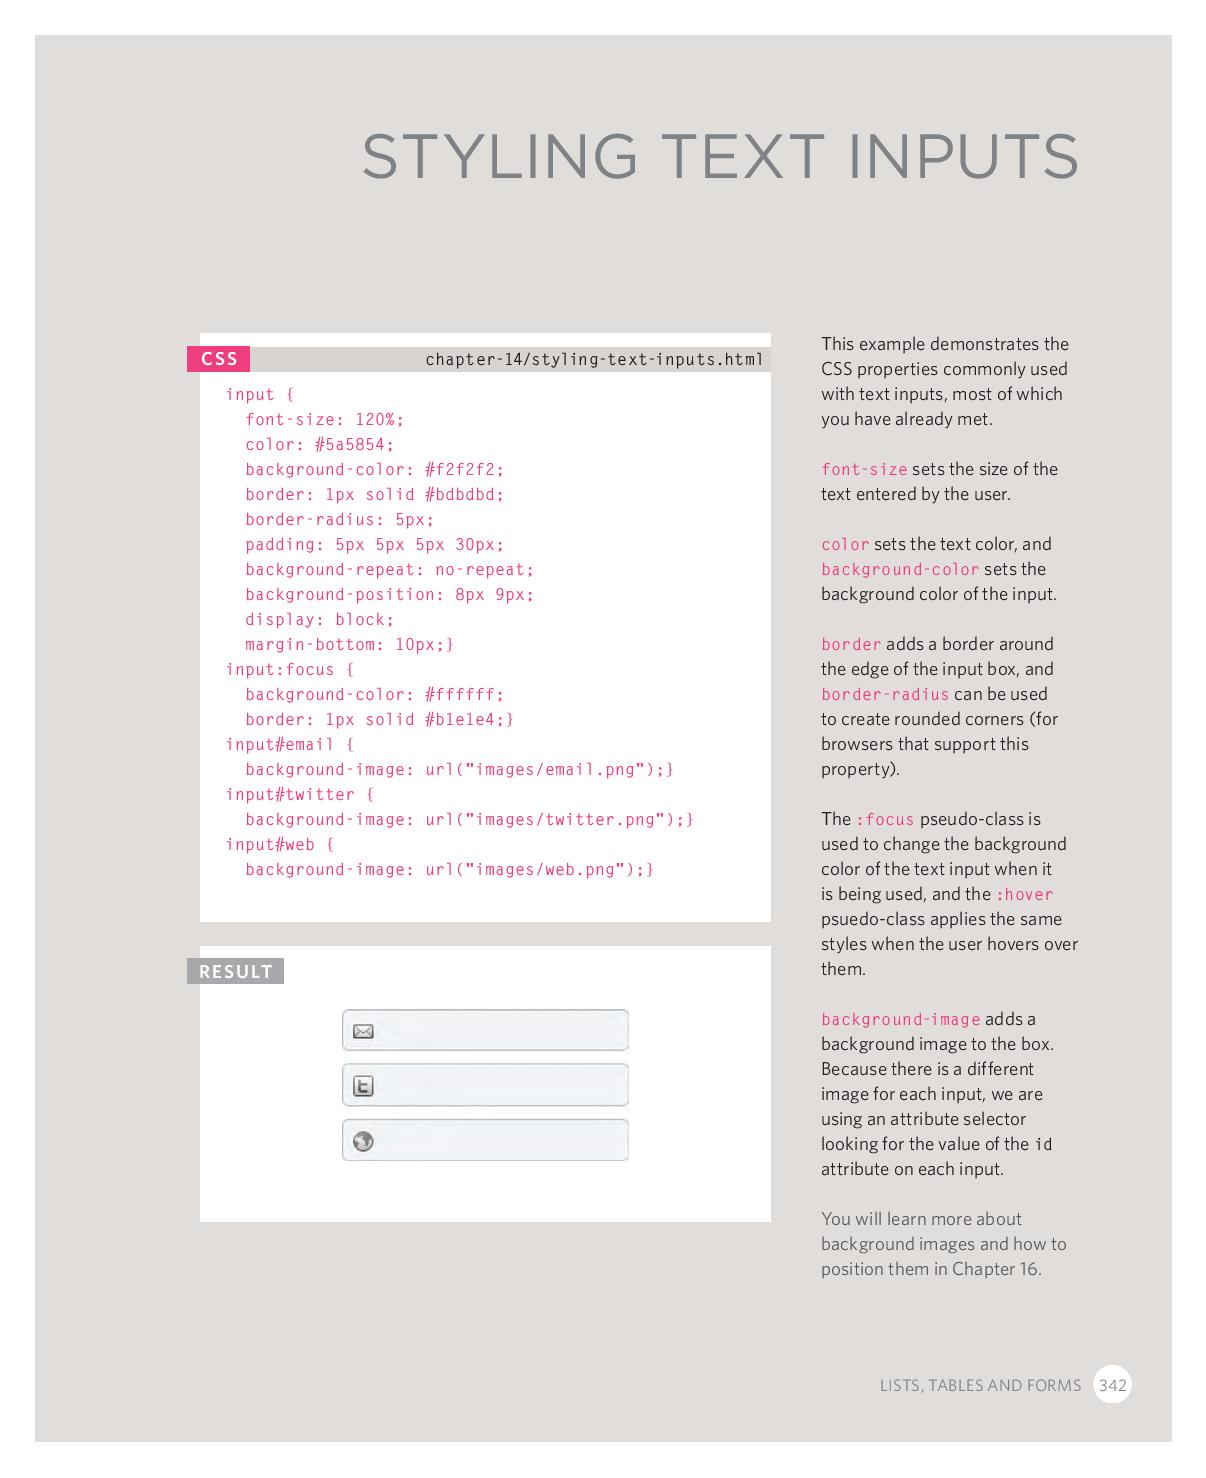 STYLING TEXT INPUTS
CSS
chapter-14/styling-text-inputs.html
input {
  font-size: 120%;
  color: #5a5854;
  background-color: #f2f2f2;
  border: 1px solid #bdbdbd;
  border-radius: 5px;
  padding: 5px 5px 5px 30px;
  background-repeat: no-repeat;
  background-position: 8px 9px;
  display: block;
  margin-bottom: 10px;}
input:focus {
  background-color: #ffffff;
  border: 1px solid #b1e1e4;}
input#email {
  background-image: url("images/email.png");}
input#twitter {
  background-image: url("images/twitter.png");}
input#web {
  background-image: url("images/web.png");}
RESULT
t
This example demonstrates the
CSS properties commonly used
with text inputs, most of which
you have already met.
font-size sets the size of the
text entered by the user.
color sets the text color, and
background-color sets the
background color of the input.
border adds a border around
the edge of the input box, and
border-radius can be used
to create rounded corners (for
browsers that support this
property).
The :focus pseudo-class is
used to change the background
color of the text input when it
is being used, and the :hover
psuedo-class applies the same
styles when the user hovers over
them.
background-image adds a
background image to the box.
Because there is a different
image for each input, we are
using an attribute selector
looking for the value of the id
attribute on each input.
You will learn more about
background images and how to
position them in Chapter 16.
LISTS, TABLES AND FORMS 342